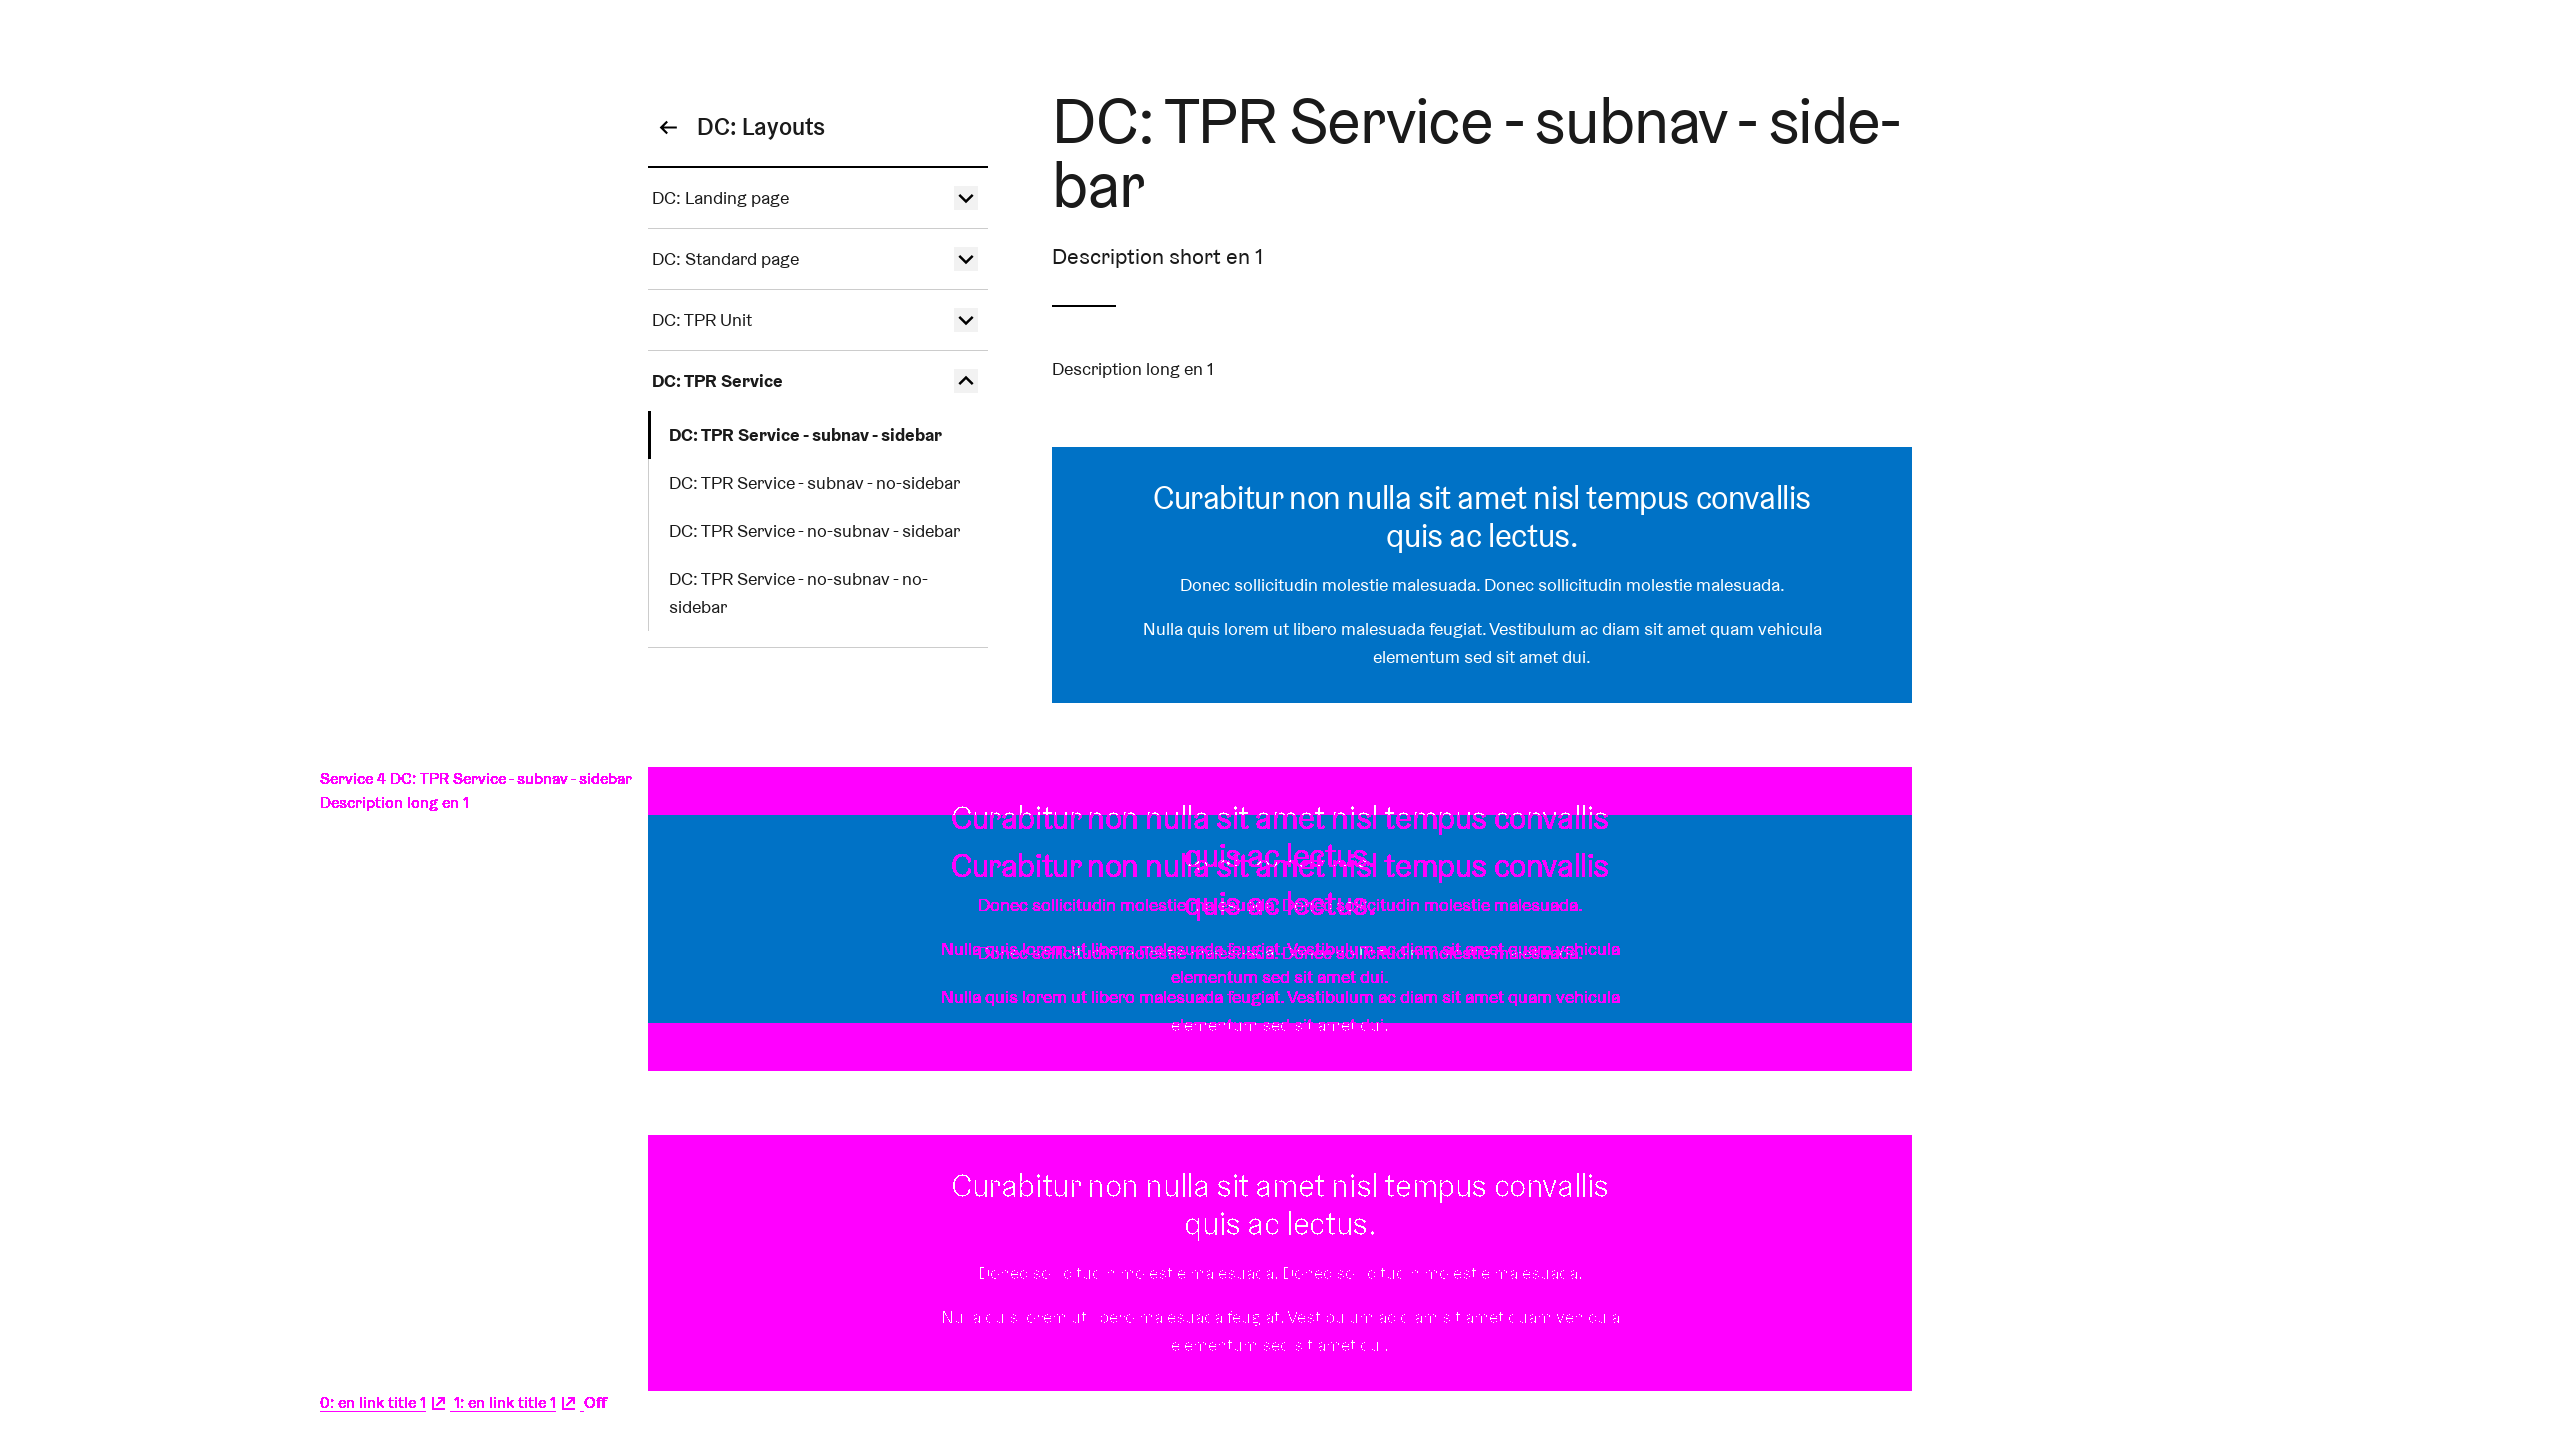 DC: Layouts
DC: Landing page
DC: Standard page
DC: TPR Unit
DC: TPR Service
DC: TPR Service - subnav - sidebar
DC: TPR Service - subnav - no-sidebar
DC: TPR Service - no-subnav - sidebar
DC: TPR Service - no-subnav - no-
sidebar
DC: TPR Service - subnav - side-
bar
Description short en 1
Description long en 1
Curabitur non nulla sit amet nisl tempus convallis
quis ac lectus.
Donec sollicitudin molestie malesuada. Donec sollicitudin molestie malesuada.
Nulla quis lorem ut libero malesuada feugiat. Vestibulum ac diam sit amet quam vehicula
elementum sed sit amet dui.
Service 4 DC: TPR Service - subnav - sidebar
Description long en 1
Curabitur non nulla sit amet nisl tempus convallis
quis ac lectus.
Curabitur non nulla sit amet nisl tempus convallis
quis ac lectus.
Donec sollicitudin molestie malesuada. Donec sollicitudin molestie malesuada.
Nulla quis lorem ut libero malesuada feugiat. Vestibulum ac diam sit amet quam vehicula
Donec sollicitudin molestie malesuada. Donec sollicitudin molestie malesuada.
elementum sed sit amet dui.
Nulla quis lorem ut libero malesuada feugiat. Vestibulum ac diam sit amet quam vehicula
elementum sed sit amet dui.
Curabitur non nulla sit amet nisl tempus convallis
quis ac lectus.
Donec sollicitudin molestie malesuada. Donec sollicitudin molestie malesuada.
Nulla quis lorem ut libero malesuada feugiat. Vestibulum ac diam sit amet quam vehicula
elementum sed sit amet dui.
0: en link title 1 1: en link title 1 Off